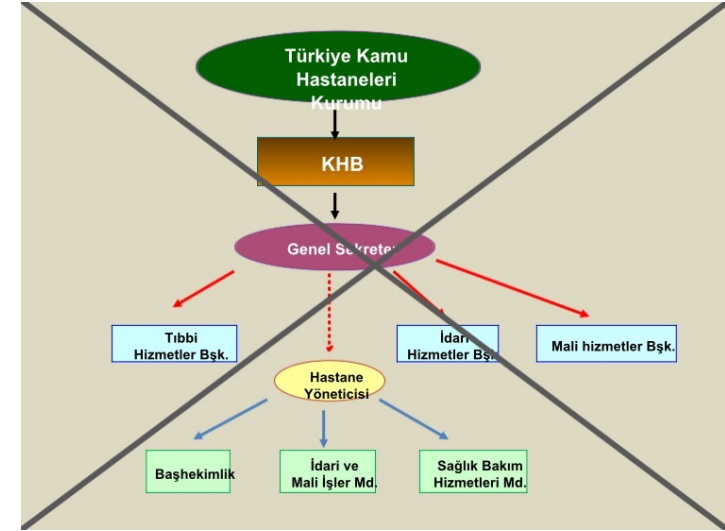 Türkiye Kamu
Hastaneleri
Kurumu
KHB
Genel Sekreter
Tıbbi
Hizmetler Bşk.
İdari
Hizmetler Bşk.
Mali hizmetler Bşk.
Hastane
Yöneticisi
Başhekimlik
İdari ve
Mali İşler Md.
Sağlık Bakım
Hizmetleri Md.